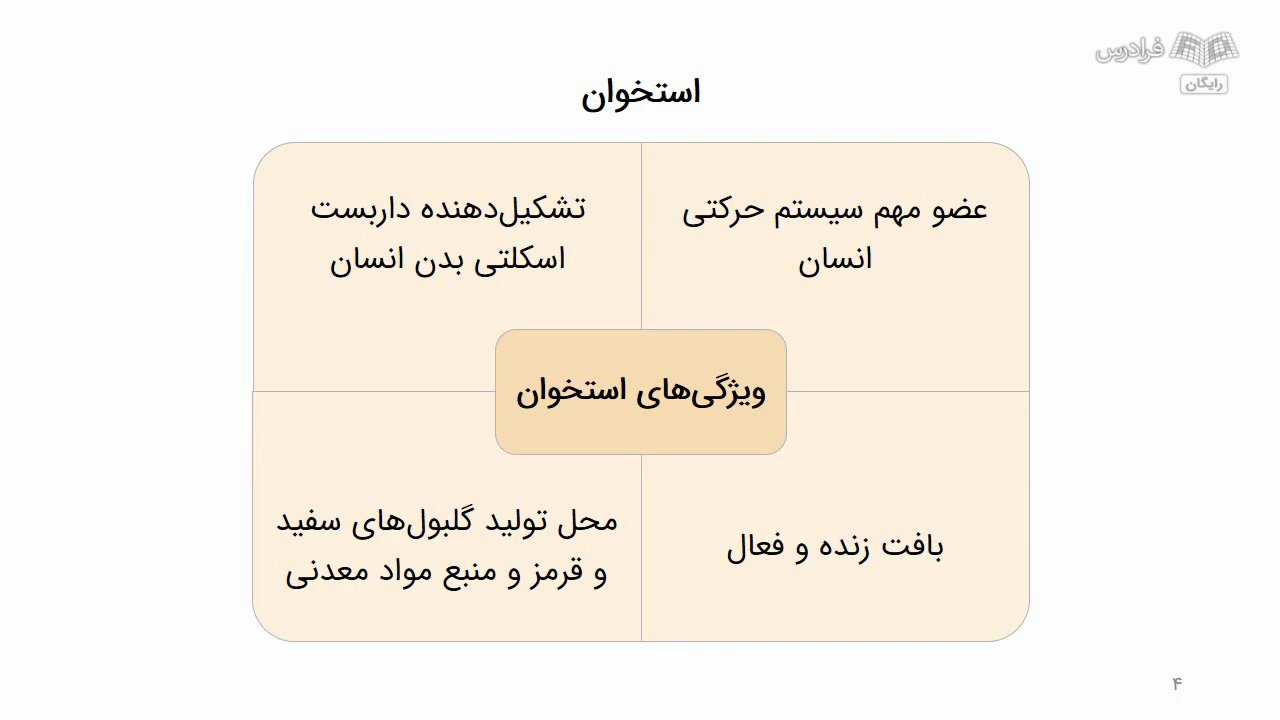 فرادرس
رایگان
استخوان
عضو مهم سیستم حرکتی
انسان
تشکیل‌دهنده داربست
اسکلتی بدن انسان
ویژگی‌های استخوان
بافت زنده و فعال
محل تولید گلبول‌های سفید
و قرمز و منبع مواد معدنی
۴